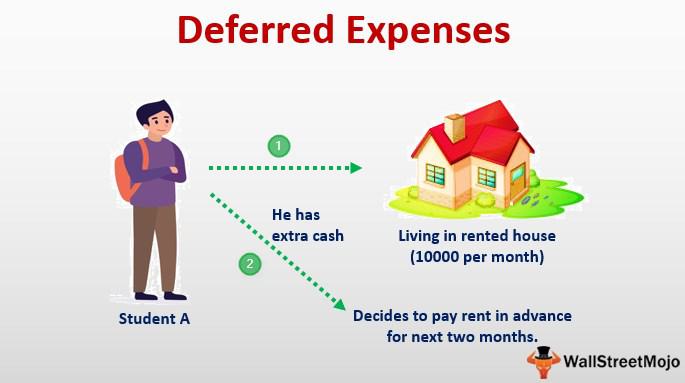 Deferred Expenses
1
He has
extra cash
2
Student A
Living in rented house
(10000 per month)
Decides to pay rent in advance
for next two months.
WallStreetMojo